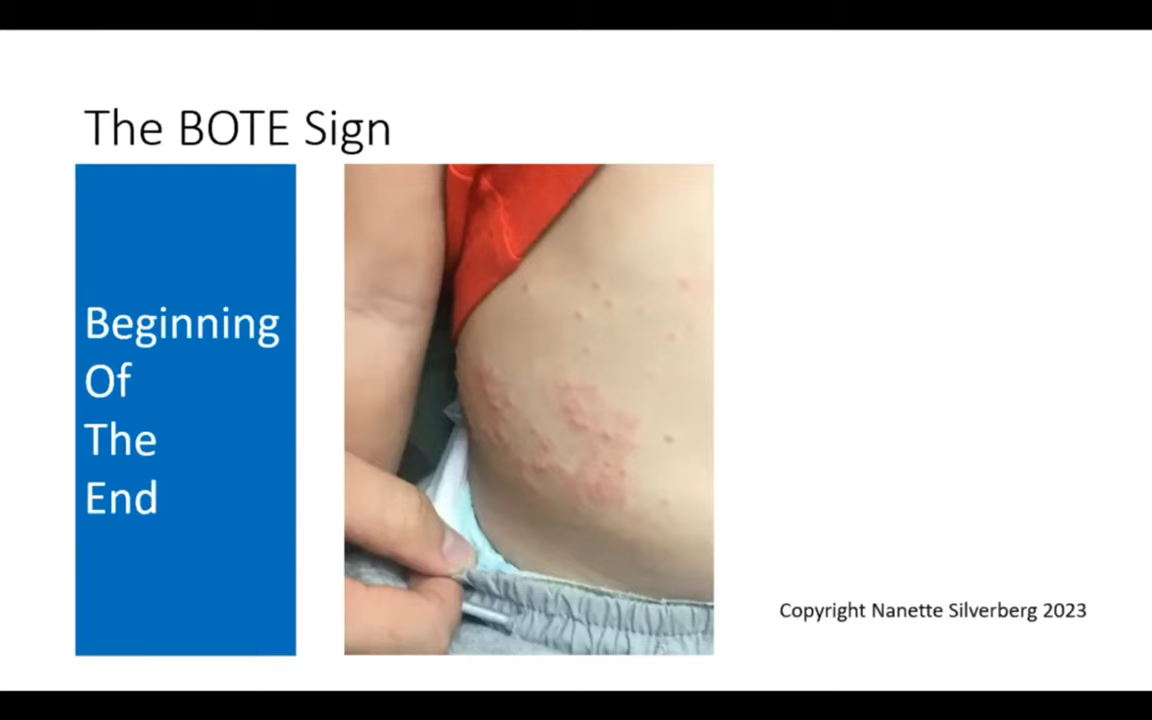 The BOTE Sign
Beginning
Of
The
End
Copyright Nanette Silverberg 2023